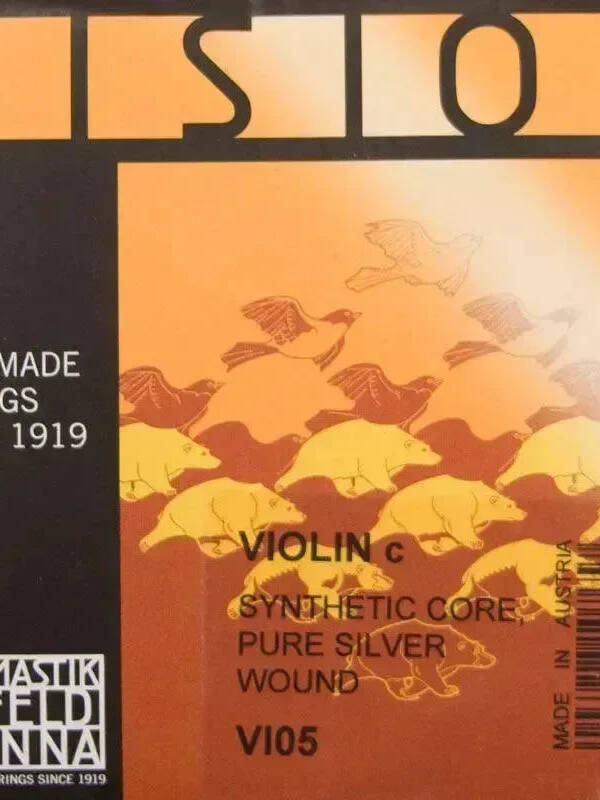 ISO
MADE
GS
1919
VIOLIN c
SYNTHETIC CORE,
PURE SILVER
WOUND
VI05
MADE IN AUSTRIA
MASTIK
FELD
NNA
RINGS SINCE 1919